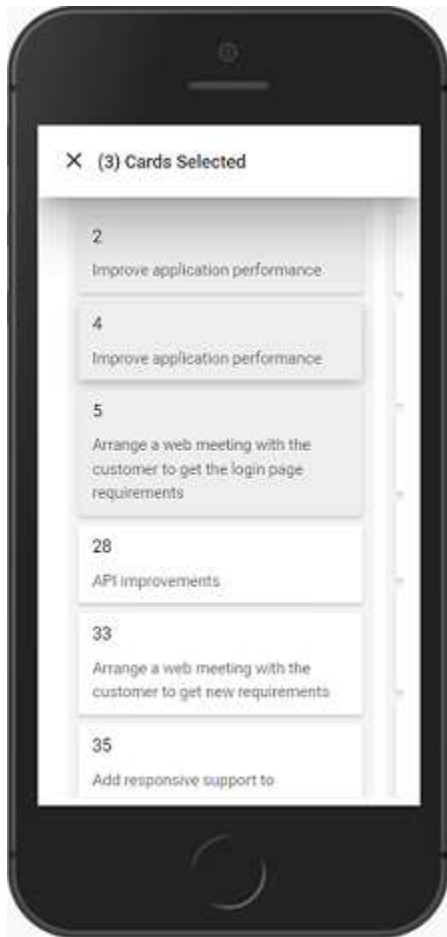 (3) Cards Selected
2
Improve application performance
4
Improve application performance
5
Arrange a web meeting with the
customer to get the login page
requirements
28
API improvements
33
Arrange a web meeting with the
customer to get new requirements
35
Add responsive support to